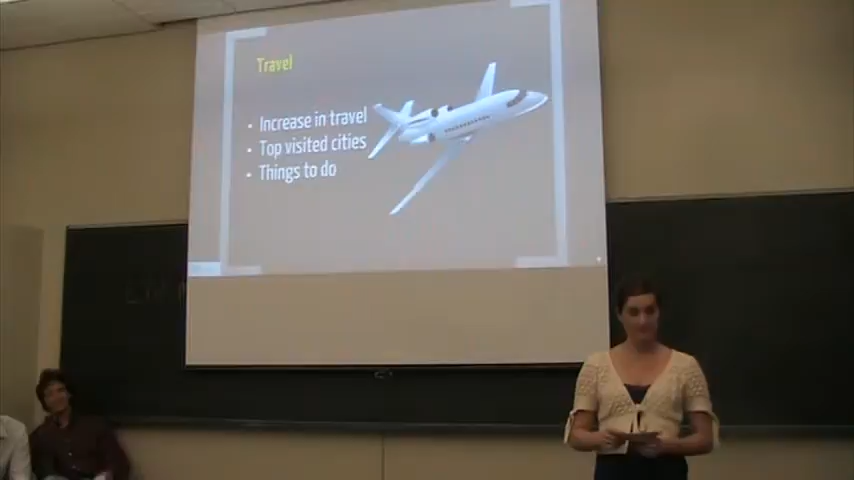 Travel
• Increase in travel
• Top visited cities
• Things to do